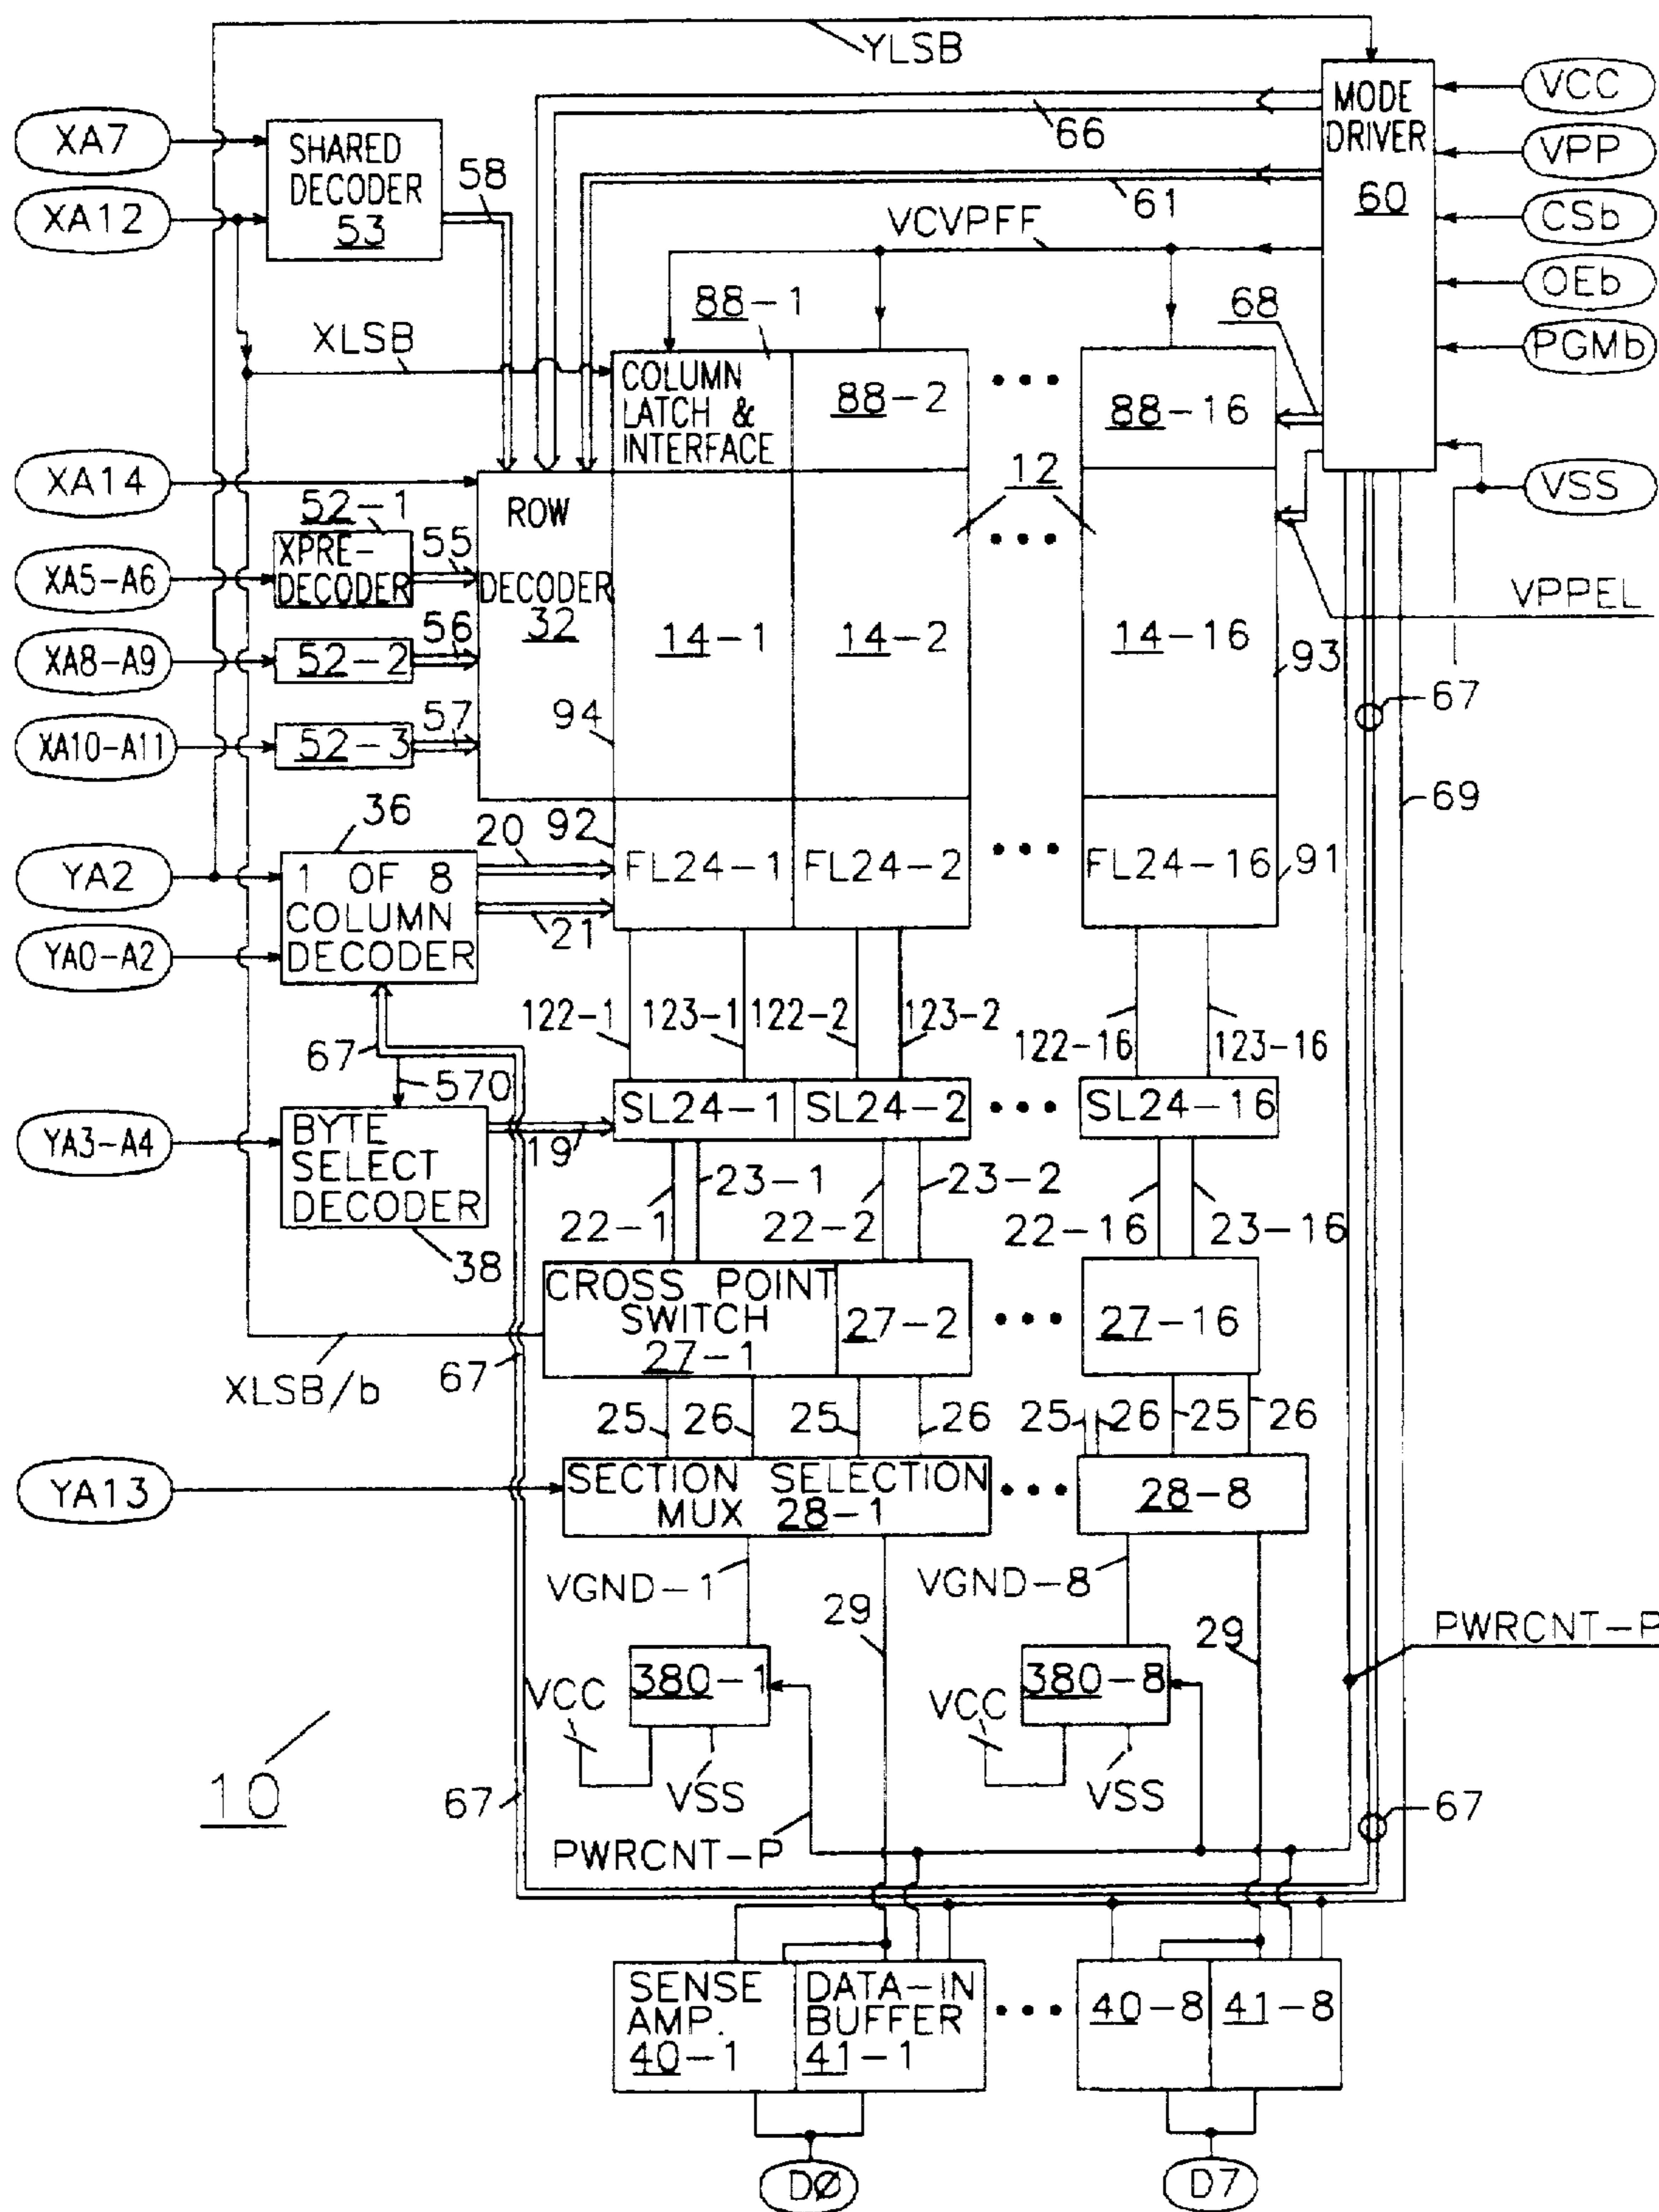 YLSB
XA7
SHARED
DECODER
53
58
66
MODE
DRIVER
60
VCC
VPP
XA12
61
VCVPFF
CSb
OEb
88-1
68
XLSB
PGMb
COLUMN
LATCH &
INTERFACE
88-2
88-16
XA14
12
VSS
52-1
ROW
DECODER
32
XPRE-
DECODER
55
XA5-A6
VPPEL
56
14-1
14-2
14-16
XA8-A9
52-2
93
67
57
94
XA10-A11
52-3
69
36
20
92
YA2
1 OF 8
COLUMN
DECODER
FL24-1
FL24-2
FL24-16
91
21
YA0-A2
122-1
123-1
122-2
123-2
122-16
123-16
67
570
SL24-1
SL24-2
SL24-16
YA3-A4
BYTE
SELECT
DECODER
19
23-1
23-2
22-1
22-2
22-16
23-16
38
CROSS POINT
SWITCH
27-1
27-2
27-16
XLSB/b
67
25
26
25
26
25
26
25
26
YA13
SECTION SELECTION
MUX 28-1
28-8
VGND-1
VGND-8
29
29
PWRCNT-P
380-1
380-8
VCC
VCC
10
VSS
VSS
67
67
PWRCNT-P
SENSE
AMP.
40-1
DATA-IN
BUFFER
41-1
40-8
41-8
DØ
D7